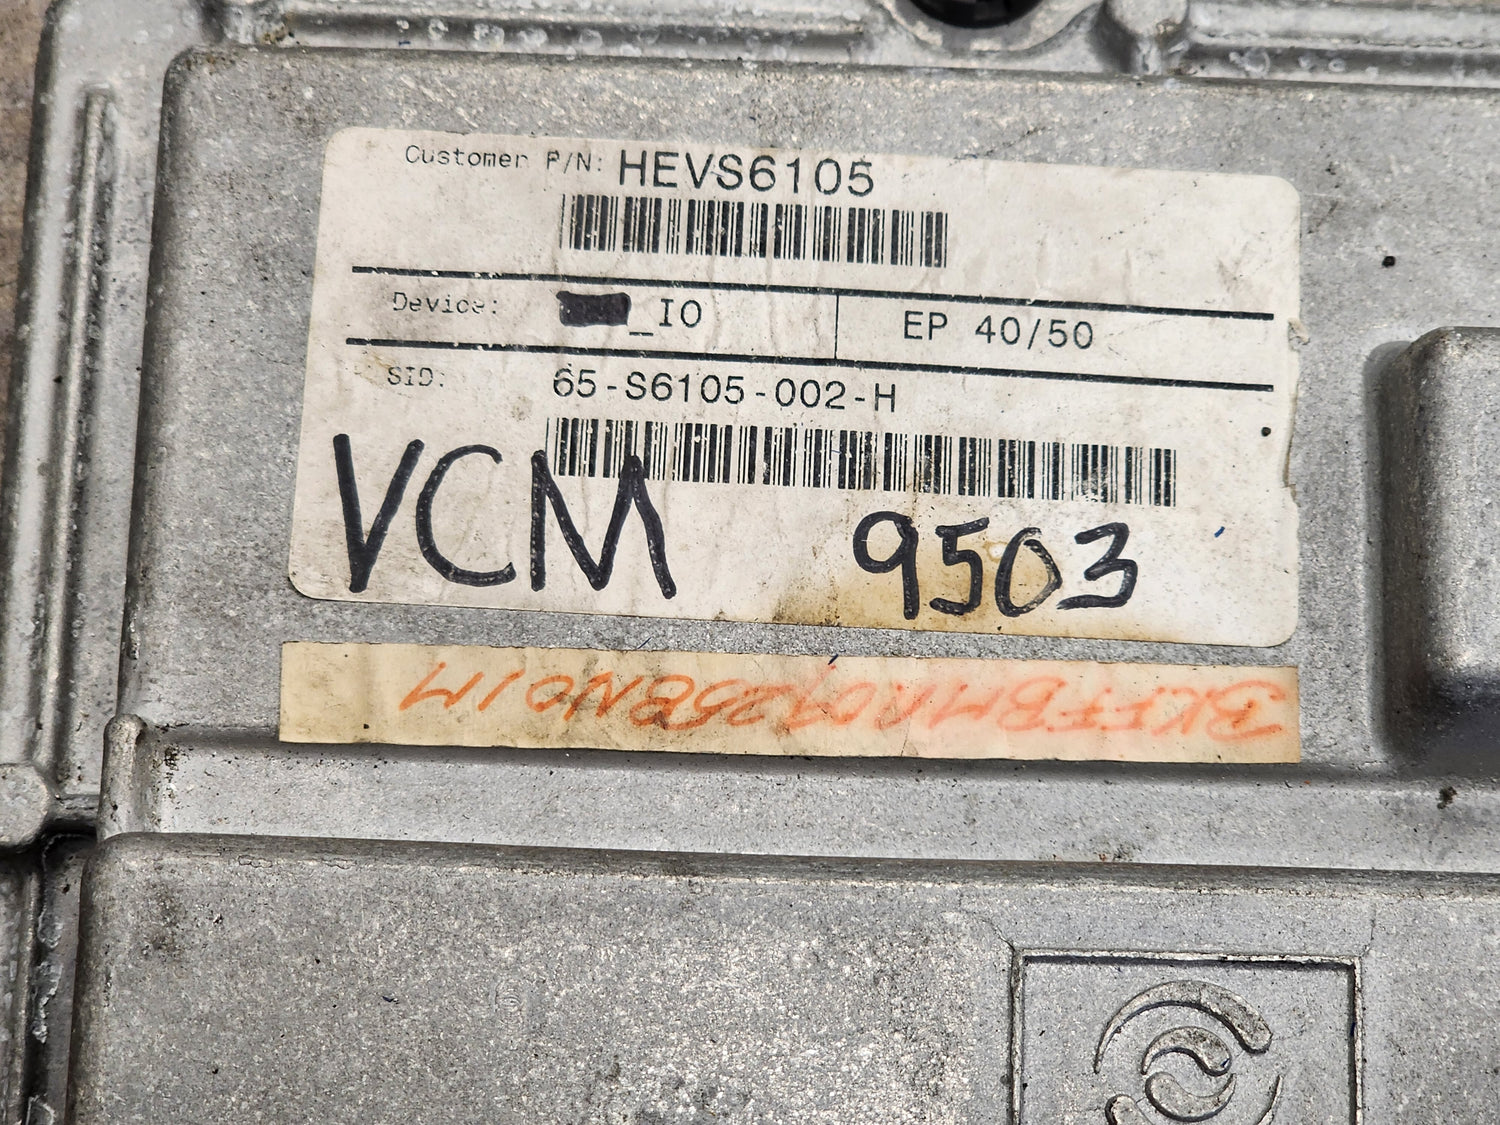 Customer P/N: HEVS6105
Device: _IO EP 40/50
SID: 65-S6105-002-H
VCM 9503